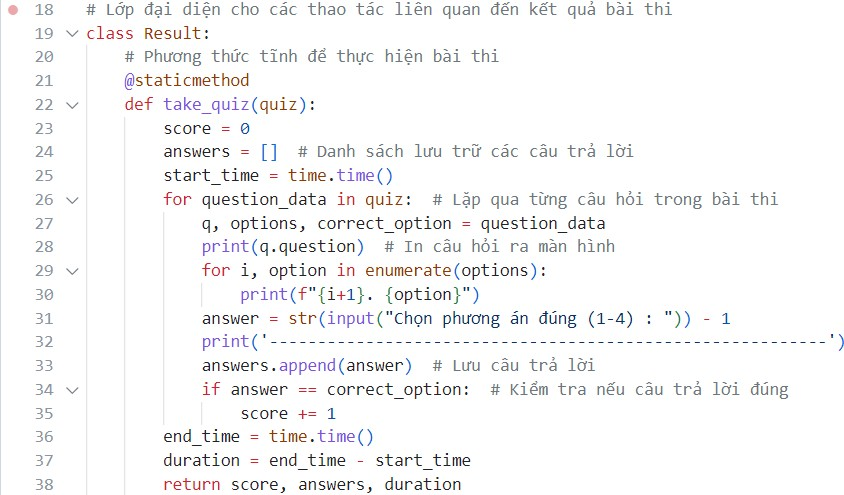 18 # Lớp đại diện cho các thao tác liên quan đến kết quả bài thi
19 class Result:
20     # Phương thức tĩnh để thực hiện bài thi
21     @staticmethod
22     def take_quiz(quiz):
23         score = 0
24         answers = []  # Danh sách lưu trữ các câu trả lời
25         start_time = time.time()
26         for question_data in quiz:  # Lặp qua từng câu hỏi trong bài thi
27             q, options, correct_option = question_data
28             print(q.question)  # In câu hỏi ra màn hình
29             for i, option in enumerate(options):
30                 print(f"{i+1}. {option}")
31             answer = str(input("Chọn phương án đúng (1-4) : ")) - 1
32             print('----------------------------------------------------------')
33             answers.append(answer)  # Lưu câu trả lời
34             if answer == correct_option:  # Kiểm tra nếu câu trả lời đúng
35                 score += 1
36         end_time = time.time()
37         duration = end_time - start_time
38         return score, answers, duration